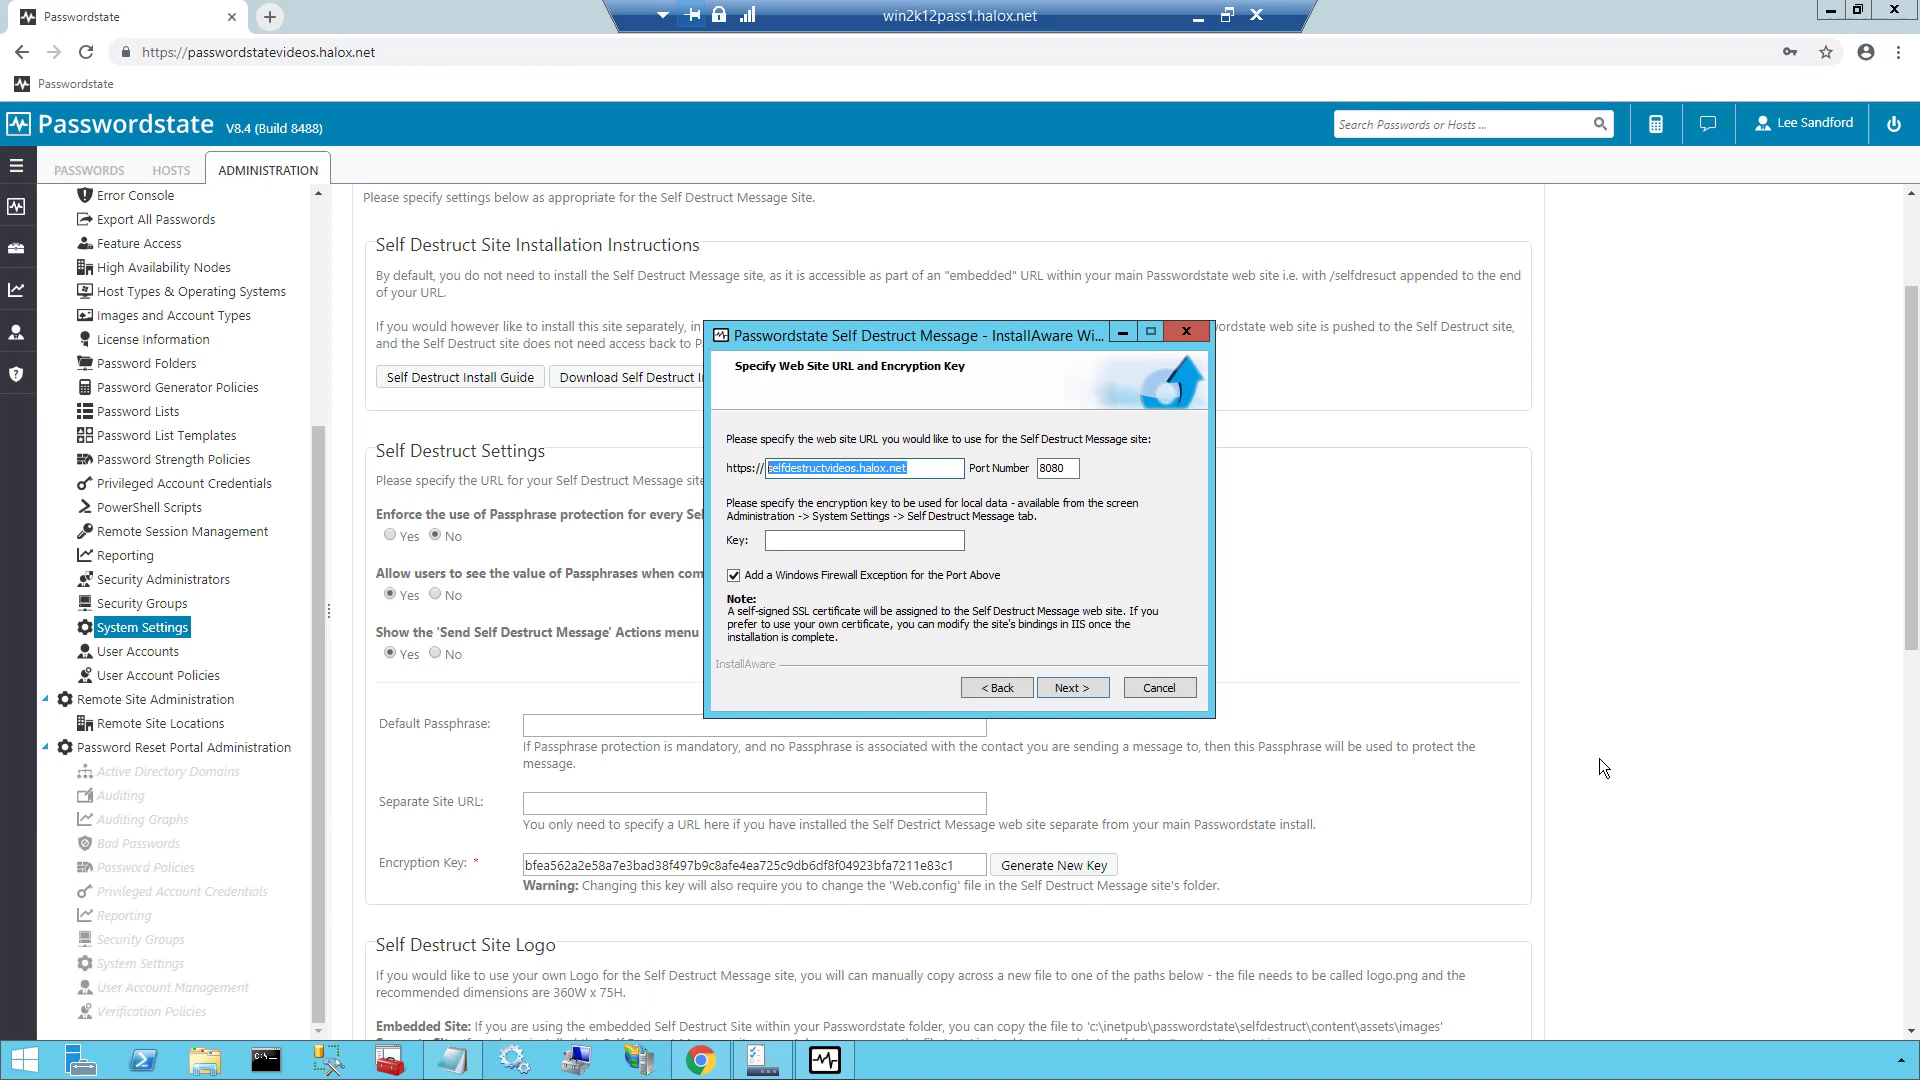 Passwordstate
win2k12pass1.halox.net
https://passwordstatevideos.halox.net
Passwordstate
Passwordstate V8.4 (Build 8488)
Search Passwords or Hosts ...
Lee Sandford
PASSWORDS
HOSTS
ADMINISTRATION
Error Console
Export All Passwords
Feature Access
High Availability Nodes
Host Types & Operating Systems
Images and Account Types
License Information
Password Folders
Password Generator Policies
Password Lists
Password List Templates
Password Strength Policies
Privileged Account Credentials
PowerShell Scripts
Remote Session Management
Reporting
Security Administrators
Security Groups
System Settings
User Accounts
User Account Policies
Remote Site Administration
Remote Site Locations
Password Reset Portal Administration
Active Directory Domains
Auditing
Auditing Graphs
Bad Passwords
Password Policies
Privileged Account Credentials
Reporting
Security Groups
System Settings
User Account Management
Verification Policies
Please specify settings below as appropriate for the Self Destruct Message Site.
Self Destruct Site Installation Instructions
By default, you do not need to install the Self Destruct Message site, as it is accessible as part of an "embedded" URL within your main Passwordstate web site i.e. with /selfdresuct appended to the end
of your URL.
If you would however like to install this site separately, in
wordstate web site is pushed to the Self Destruct site,
and the Self Destruct site does not need access back to P
Self Destruct Install Guide
Download Self Destruct I
Self Destruct Settings
Please specify the URL for your Self Destruct Message site
Enforce the use of Passphrase protection for every Sel
Yes
No
Allow users to see the value of Passphrases when com
Yes
No
Show the 'Send Self Destruct Message' Actions menu
Yes
No
Default Passphrase:
If Passphrase protection is mandatory, and no Passphrase is associated with the contact you are sending a message to, then this Passphrase will be used to protect the
message.
Separate Site URL:
You only need to specify a URL here if you have installed the Self Destrict Message web site separate from your main Passwordstate install.
Encryption Key: *
bfea562a2e58a7e3bad38f497b9c8afe4ea725c9db6df8f04923bfa7211e83c1
Generate New Key
Warning: Changing this key will also require you to change the 'Web.config' file in the Self Destruct Message site's folder.
Self Destruct Site Logo
If you would like to use your own Logo for the Self Destruct Message site, you will can manually copy across a new file to one of the paths below - the file needs to be called logo.png and the
recommended dimensions are 360W x 75H.
Embedded Site: If you are using the embedded Self Destruct Site within your Passwordstate folder, you can copy the file to 'c:\inetpub\passwordstate\selfdestruct\content\assets\images'
Passwordstate Self Destruct Message - InstallAware Wi...
Specify Web Site URL and Encryption Key
Please specify the web site URL you would like to use for the Self Destruct Message site:
https:// selfdestructvideos.halox.net Port Number 8080
Please specify the encryption key to be used for local data - available from the screen
Administration -> System Settings -> Self Destruct Message tab.
Key:
Add a Windows Firewall Exception for the Port Above
Note:
A self-signed SSL certificate will be assigned to the Self Destruct Message web site. If you
prefer to use your own certificate, you can modify the site's bindings in IIS once the
installation is complete.
InstallAware
< Back
Next >
Cancel